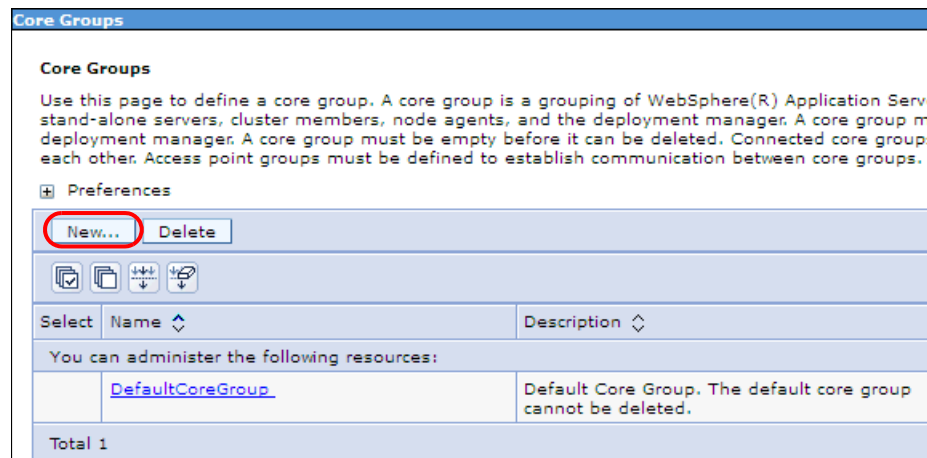 Core Groups
Core Groups
Use this page to define a core group. A core group is a grouping of WebSphere(R) Application
stand-alone servers, cluster members, node agents, and the deployment manager. A core group
deployment manager. A core group must be empty before it can be deleted. Connected core
each other. Access point groups must be defined to establish communication between core groups.
Preferences
New... Delete
Select Name Description
You can administer the following resources:
DefaultCoreGroup Default Core Group. The default core group
cannot be deleted.
Total 1